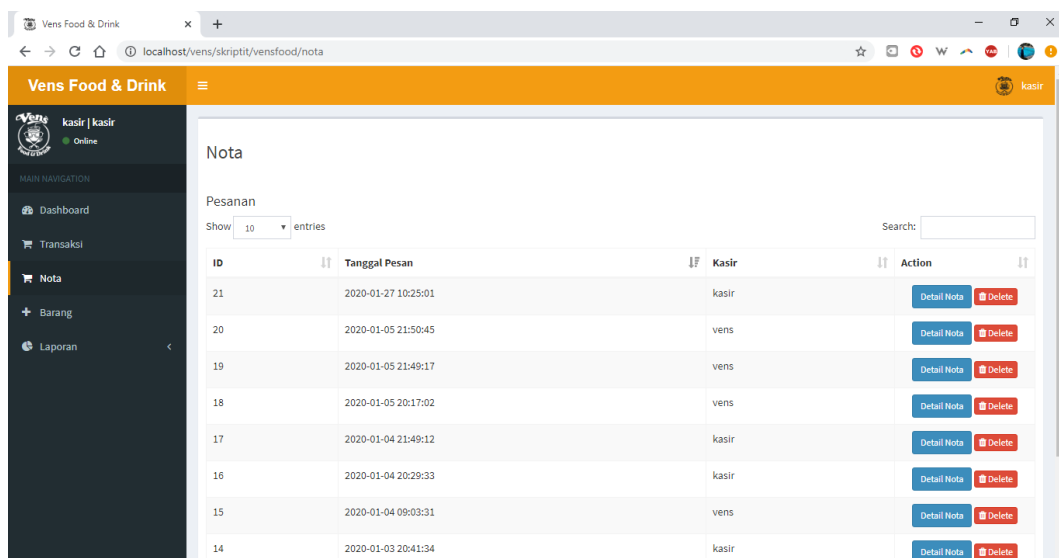 Vens Food & Drink
localhost/vens/skriptit/vensfood/nota
Vens Food & Drink
kasir
Vens
Food & Drink
kasir | kasir
Online
MAIN NAVIGATION
Dashboard
Transaksi
Nota
Barang
Laporan
Nota
Pesanan
Show 10 entries
Search:
ID Tanggal Pesan Kasir Action
21 2020-01-27 10:25:01 kasir Detail Nota Delete
20 2020-01-05 21:50:45 vens Detail Nota Delete
19 2020-01-05 21:49:17 vens Detail Nota Delete
18 2020-01-05 20:17:02 vens Detail Nota Delete
17 2020-01-04 21:49:12 kasir Detail Nota Delete
16 2020-01-04 20:29:33 kasir Detail Nota Delete
15 2020-01-04 09:03:31 vens Detail Nota Delete
14 2020-01-03 20:41:34 kasir Detail Nota Delete